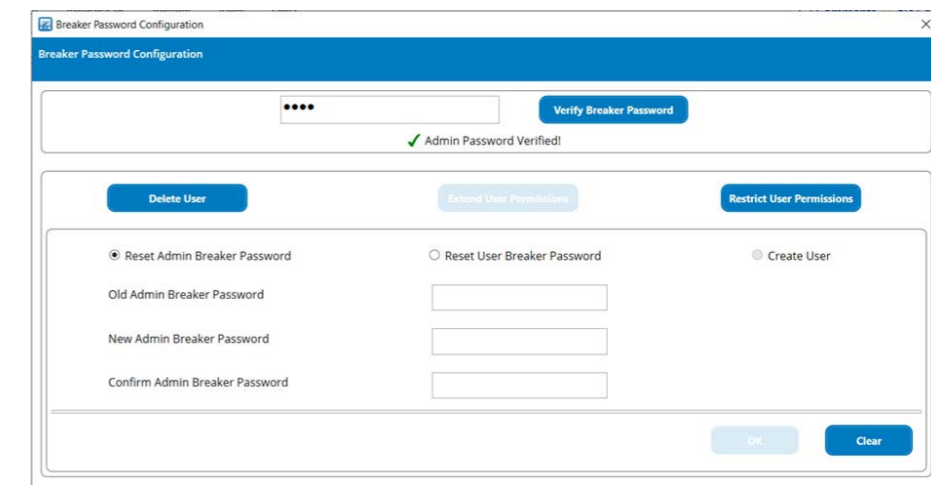 Breaker Password Configuration
Breaker Password Configuration
•••• Verify Breaker Password
✓ Admin Password Verified!
Delete User Extend User Permissions Restrict User Permissions
Reset Admin Breaker Password Reset User Breaker Password Create User
Old Admin Breaker Password
New Admin Breaker Password
Confirm Admin Breaker Password
OK Clear